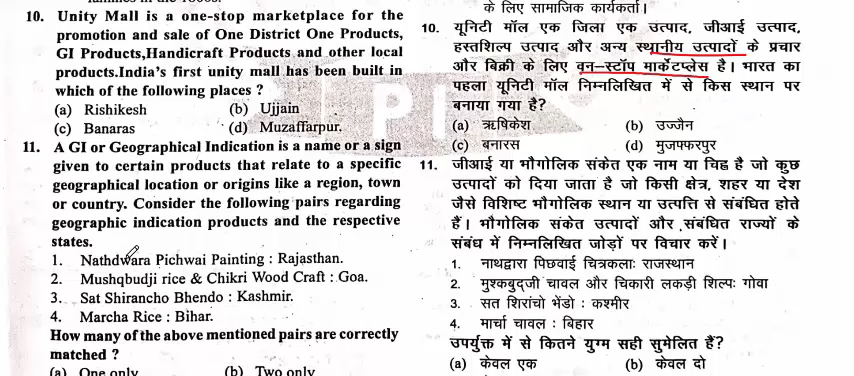 families in the 1600s.
10. Unity Mall is a one-stop marketplace for the
promotion and sale of One District One Products,
GI Products,Handicraft Products and other local
products.India's first unity mall has been built in
which of the following places ?
(a) Rishikesh (b) Ujjain
(c) Banaras (d) Muzaffarpur.
11. A GI or Geographical Indication is a name or a sign
given to certain products that relate to a specific
geographical location or origins like a region, town
or country. Consider the following pairs regarding
geographic indication products and the respective
states.
1. Nathdwara Pichwai Painting : Rajasthan.
2. Mushqbudji rice & Chikri Wood Craft : Goa.
3. Sat Shirancho Bhendo : Kashmir.
4. Marcha Rice : Bihar.
How many of the above mentioned pairs are correctly
matched ?
(a) One only (b) Two only
के लिए सामाजिक कार्यकर्ता।
10. यूनिटी मॉल एक जिला एक उत्पाद, जीआई उत्पाद,
हस्तशिल्प उत्पाद और अन्य स्थानीय उत्पादों के प्रचार
और बिक्री के लिए वन–स्टॉप मार्केटप्लेस है। भारत का
पहला यूनिटी मॉल निम्नलिखित में से किस स्थान पर
बनाया गया है?
(a) ऋषिकेश (b) उज्जैन
(c) बनारस (d) मुजफ्फरपुर
11. जीआई या भौगोलिक संकेत एक नाम या चिह्न है जो कुछ
उत्पादों को दिया जाता है जो किसी क्षेत्र, शहर या देश
जैसे विशिष्ट भौगोलिक स्थान या उत्पत्ति से संबंधित होते
हैं। भौगोलिक संकेत उत्पादों और संबंधित राज्यों के
संबंध में निम्नलिखित जोड़ों पर विचार करें।
1. नाथद्वारा पिछवाई चित्रकलाः राजस्थान
2. मुश्कबुद्जी चावल और चिकारी लकड़ी शिल्पः गोवा
3. सत शिरांचो भेंडो : कश्मीर
4. मार्चा चावल : बिहार
उपर्युक्त में से कितने युग्म सही सुमेलित हैं?
(a) केवल एक (b) केवल दो